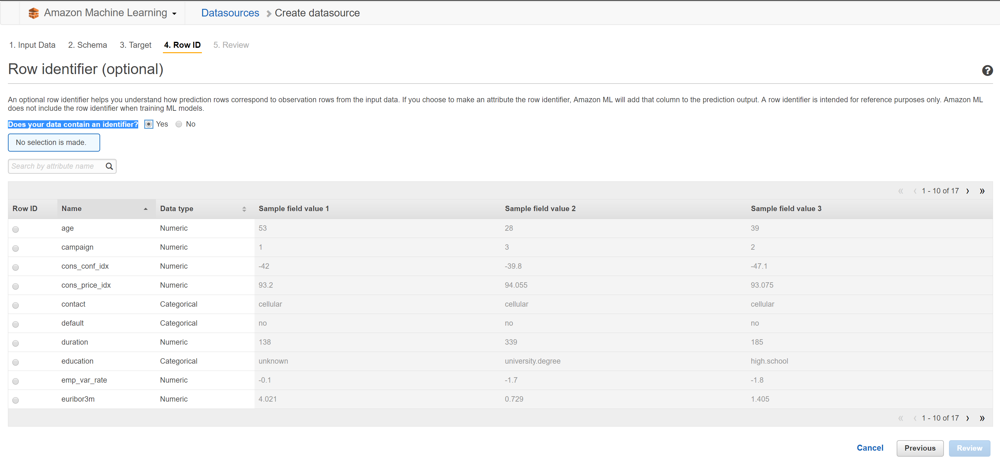 Amazon Machine Learning Datasources Create datasource
1. Input Data 2. Schema 3. Target 4. Row ID 5. Review
Row identifier (optional)
An optional row identifier helps you understand how prediction rows correspond to observation rows from the input data. If you choose to make an attribute the row identifier, Amazon ML will add that column to the prediction output. A row identifier is intended for reference purposes only. Amazon ML
does not include the row identifier when training ML models.
Does your data contain an identifier? Yes No
No selection is made.
Search by attribute name
« ‹ 1 - 10 of 17 › »
Row ID Name Data type Sample field value 1 Sample field value 2 Sample field value 3
age Numeric 53 28 39
campaign Numeric 1 3 2
cons_conf_idx Numeric -42 -39.8 -47.1
cons_price_idx Numeric 93.2 94.055 93.075
contact Categorical cellular cellular cellular
default Categorical no no no
duration Numeric 138 339 185
education Categorical unknown university.degree high.school
emp_var_rate Numeric -0.1 -1.7 -1.8
euribor3m Numeric 4.021 0.729 1.405
« ‹ 1 - 10 of 17 › »
Cancel Previous Review